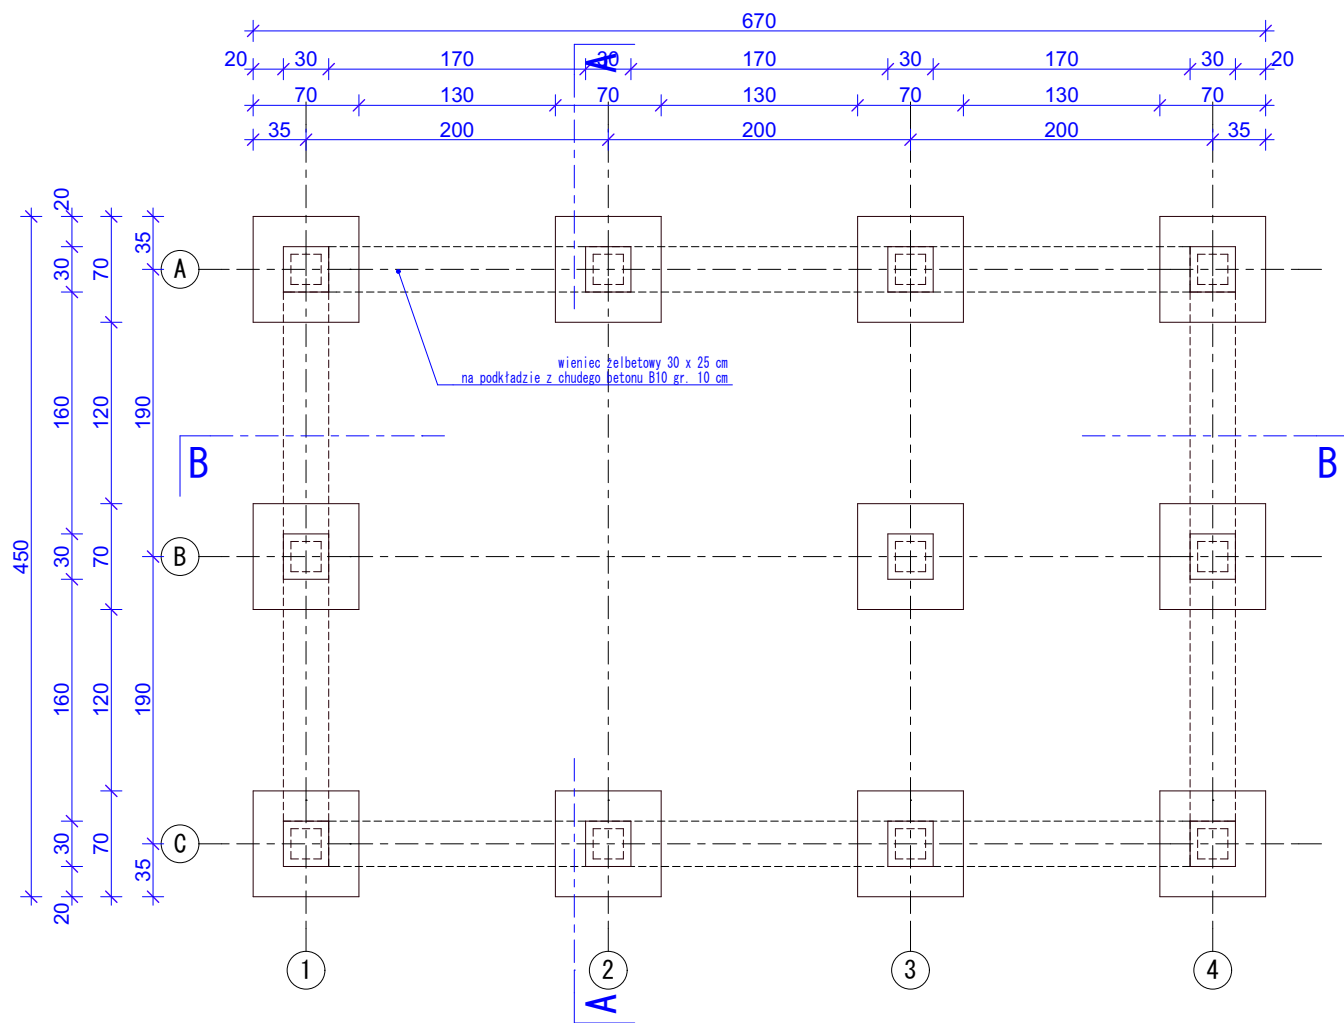 670
20 30 170 30 170 30 170 30 20
A
70 130 70 130 70 130 70
35 200 200 200 35
20 35
A
30 70
wieniec żelbetowy 30 x 25 cm
na podkładzie z chudego betonu B10 gr. 10 cm
160 120 190
B B
450 30 70
B
160 120 190
30 70
C
35
20
1 2 3 4
A